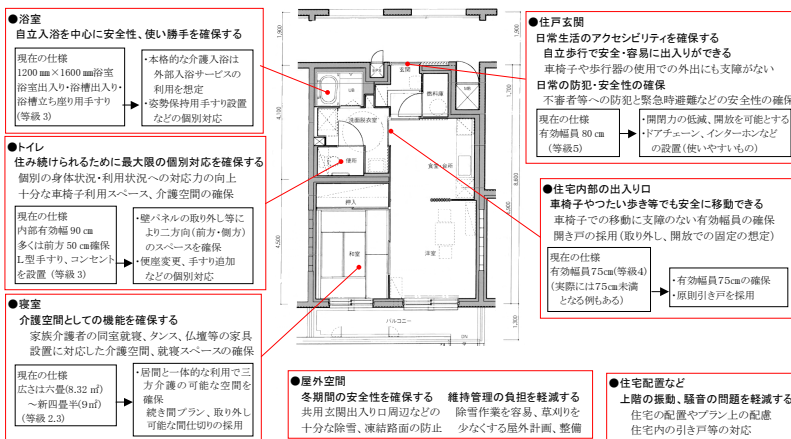 ●浴室
自立入浴を中心に安全性、使い勝手を確保する
現在の仕様
1200㎜×1600㎜浴室
浴室出入り・浴槽出入り・
浴槽立ち座り用手すり
(等級 3)
・本格的な介護入浴は
外部入浴サービスの
利用を想定
・姿勢保持用手すり設置
などの個別対応
●トイレ
住み続けられるために最大限の個別対応を確保する
個別の身体状況・利用状況への対応力の向上
十分な車椅子利用スペース、介護空間の確保
現在の仕様
内部有効幅 90 ㎝
多くは前方 50 ㎝確保
L型手すり、コンセント
を設置 (等級 3)
・壁パネルの取り外し等に
より二方向(前方・側方)
のスペースを確保
・便座変更、手すり追加
などの個別対応
●寝室
介護空間としての機能を確保する
家族介護者の同室就寝、タンス、仏壇等の家具
設置に対応した介護空間、就寝スペースの確保
現在の仕様
広さは六畳(8.32 ㎡)
～新四畳半(9㎡)
(等級 2.3)
・居間と一体的な利用で三
方介護の可能な空間を
確保
続き間プラン、取り外し
可能な間仕切りの採用
1,900
4,100
4,500
玄関
UB
洗面脱衣室
便所
燃料庫
MB
食堂・台所
押入
和室
洋室
バルコニー
DN
1,900
1,700
8,600
1,300
●住戸玄関
日常生活のアクセシビリティを確保する
自立歩行で安全・容易に出入りができる
車椅子や歩行器の使用での外出にも支障がない
日常の防犯・安全性の確保
不審者等への防犯と緊急時避難などの安全性の確保
現在の仕様
有効幅員 80 ㎝
(等級5)
・開閉力の低減、開放を可能とする
・ドアチェーン、インターホンなど
の設置(使いやすいもの)
●住宅内部の出入り口
車椅子やつたい歩き等でも安全に移動できる
車椅子での移動に支障のない有効幅員の確保
開き戸の採用(取り外し、開放での固定の想定)
現在の仕様
有効幅員75㎝(等級4)
(実際には75㎝未満
となる例もある)
・有効幅員75㎝の確保
・原則引き戸を採用
●屋外空間
冬期間の安全性を確保する 維持管理の負担を軽減する
共用玄関出入り口周辺などの 除雪作業を容易、草刈りを
十分な除雪、凍結路面の防止 少なくする屋外計画、整備
●住宅配置など
上階の振動、騒音の問題を軽減する
住宅の配置やプラン上の配慮
住宅内の引き戸等の対応